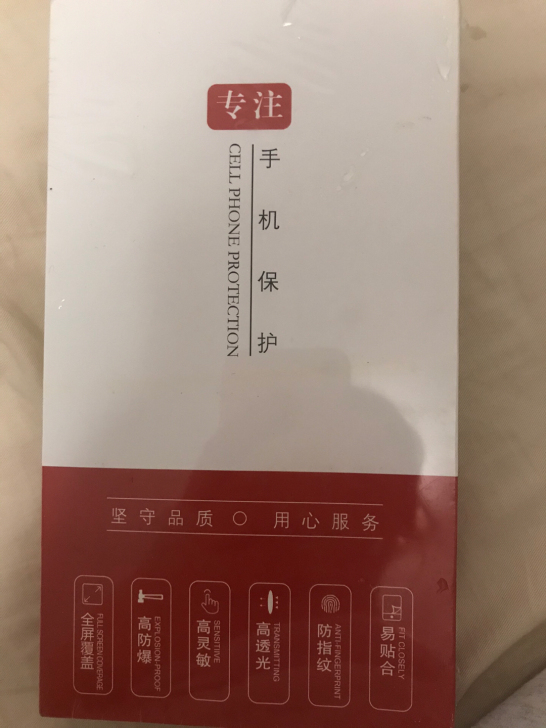 专注
手机保护
CELL PHONE PROTECTION
坚守品质○用心服务
FULL SCREEN COVERAGE
全屏覆盖
EXPLOSION-PROOF
高防爆
SENSITIIVE
高灵敏
TRANSMITTING
高透光
ANTI-FINGERPRINT
防指纹
FIT CLOSELY
易贴合